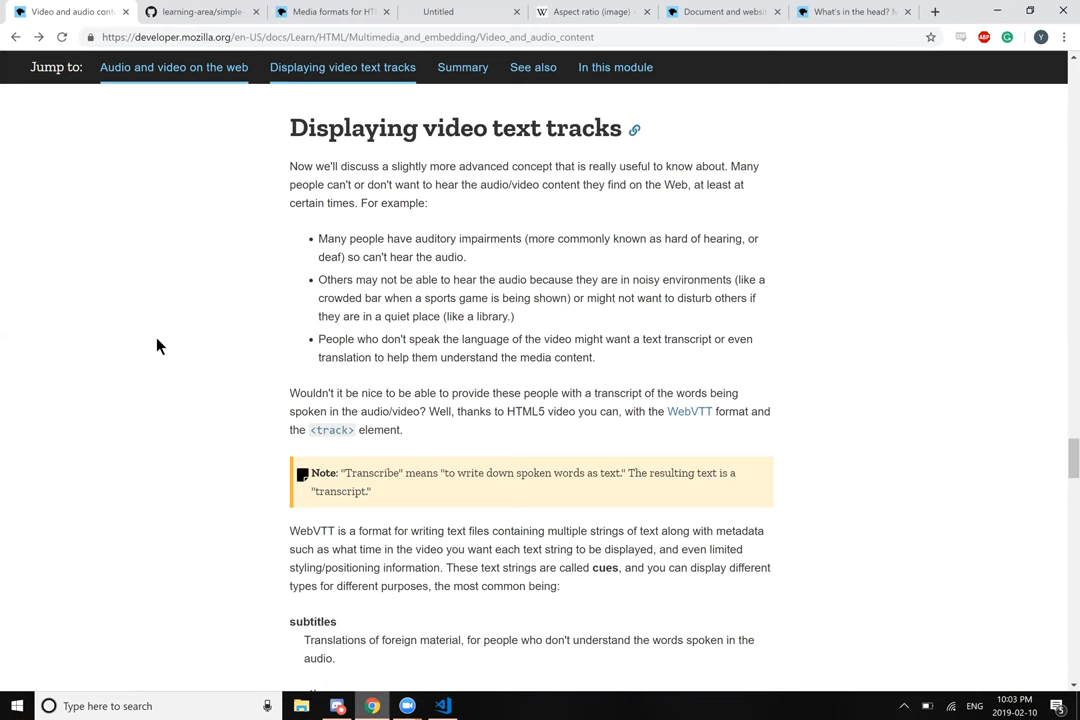 Video and audio cont
learning-area/simple-
Media formats for HT
Untitled
Aspect ratio (image) -
Document and websi
What's in the head? M
https://developer.mozilla.org/en-US/docs/Learn/HTML/Multimedia_and_embedding/Video_and_audio_content
ABP
Y
Jump to: Audio and video on the web Displaying video text tracks Summary See also In this module
Displaying video text tracks
Now we'll discuss a slightly more advanced concept that is really useful to know about. Many
people can't or don't want to hear the audio/video content they find on the Web, at least at
certain times. For example:
• Many people have auditory impairments (more commonly known as hard of hearing, or
deaf) so can't hear the audio.
• Others may not be able to hear the audio because they are in noisy environments (like a
crowded bar when a sports game is being shown) or might not want to disturb others if
they are in a quiet place (like a library.)
• People who don't speak the language of the video might want a text transcript or even
translation to help them understand the media content.
Wouldn't it be nice to be able to provide these people with a transcript of the words being
spoken in the audio/video? Well, thanks to HTML5 video you can, with the WebVTT format and
the <track> element.
Note: "Transcribe" means "to write down spoken words as text." The resulting text is a
"transcript."
WebVTT is a format for writing text files containing multiple strings of text along with metadata
such as what time in the video you want each text string to be displayed, and even limited
styling/positioning information. These text strings are called cues, and you can display different
types for different purposes, the most common being:
subtitles
Translations of foreign material, for people who don't understand the words spoken in the
audio.
Type here to search
ENG
10:03 PM
2019-02-10
5